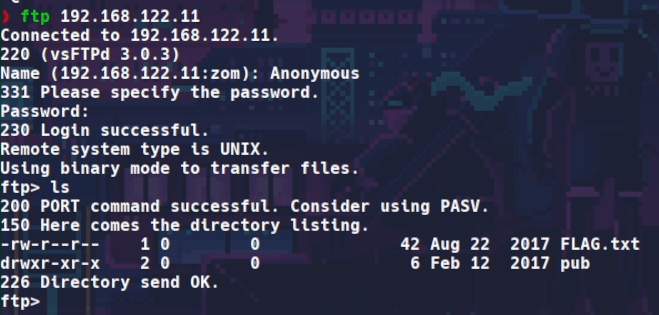 ❯ ftp 192.168.122.11
Connected to 192.168.122.11.
220 (vsFTPd 3.0.3)
Name (192.168.122.11:zom): Anonymous
331 Please specify the password.
Password:
230 Login successful.
Remote system type is UNIX.
Using binary mode to transfer files.
ftp> ls
200 PORT command successful. Consider using PASV.
150 Here comes the directory listing.
-rw-r--r--    1 0        0              42 Aug 22  2017 FLAG.txt
drwxr-xr-x    2 0        0               6 Feb 12  2017 pub
226 Directory send OK.
ftp>